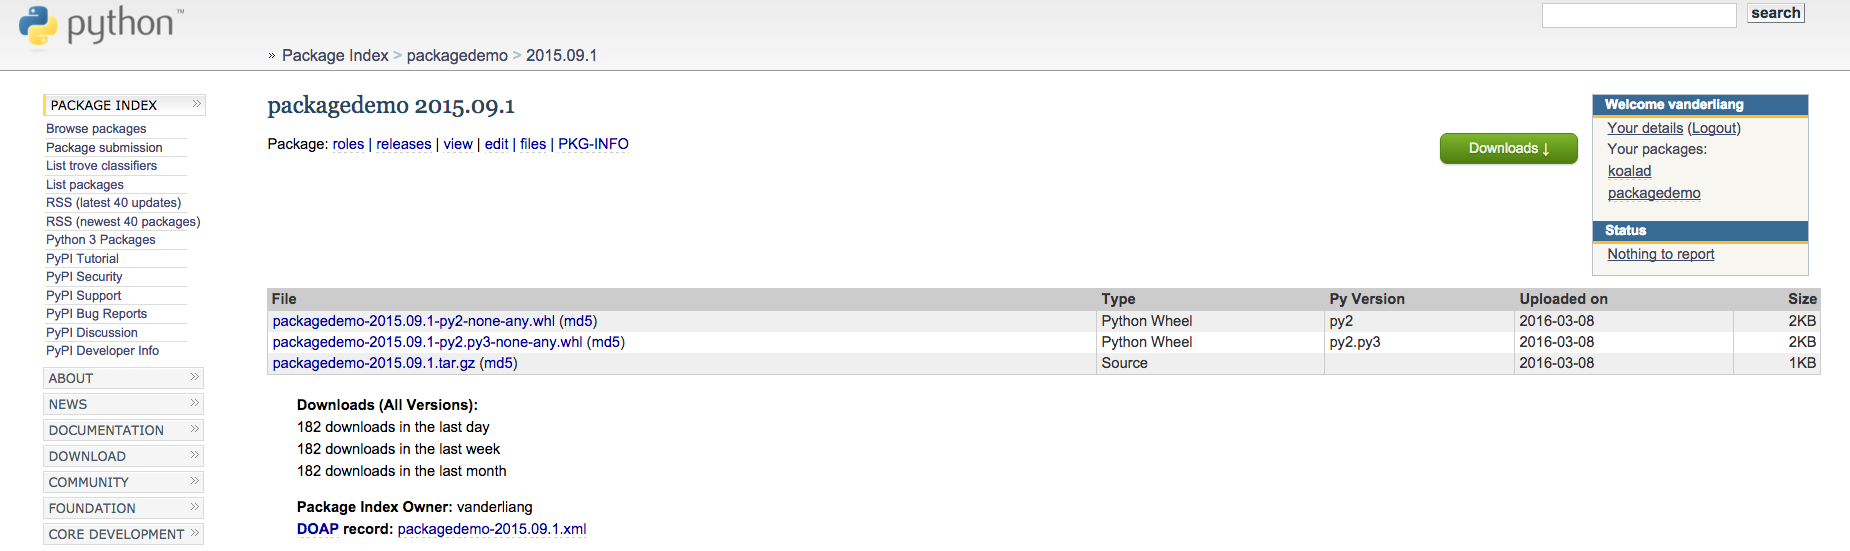 python™
search
» Package Index > packagedemo > 2015.09.1
PACKAGE INDEX »
Browse packages
Package submission
List trove classifiers
List packages
RSS (latest 40 updates)
RSS (newest 40 packages)
Python 3 Packages
PyPI Tutorial
PyPI Security
PyPI Support
PyPI Bug Reports
PyPI Discussion
PyPI Developer Info
ABOUT »
NEWS »
DOCUMENTATION »
DOWNLOAD »
COMMUNITY »
FOUNDATION »
CORE DEVELOPMENT »
packagedemo 2015.09.1
Package: roles | releases | view | edit | files | PKG-INFO
Downloads ↓
Welcome vanderliang
Your details (Logout)
Your packages:
koalad
packagedemo
Status
Nothing to report
File Type Py Version Uploaded on Size
packagedemo-2015.09.1-py2-none-any.whl (md5) Python Wheel py2 2016-03-08 2KB
packagedemo-2015.09.1-py2.py3-none-any.whl (md5) Python Wheel py2.py3 2016-03-08 2KB
packagedemo-2015.09.1.tar.gz (md5) Source 2016-03-08 1KB
Downloads (All Versions):
182 downloads in the last day
182 downloads in the last week
182 downloads in the last month
Package Index Owner: vanderliang
DOAP record: packagedemo-2015.09.1.xml